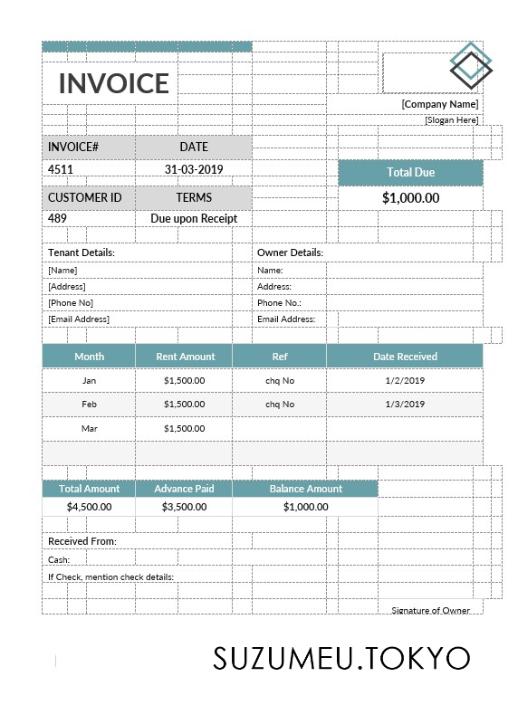 INVOICE
[Company Name]
[Slogan Here]
INVOICE# DATE
4511 31-03-2019
Total Due
CUSTOMER ID TERMS
$1,000.00
489 Due upon Receipt
Tenant Details: Owner Details:
[Name] Name:
[Address] Address:
[Phone No] Phone No.:
[Email Address] Email Address:
Month Rent Amount Ref Date Received
Jan $1,500.00 chq No 1/2/2019
Feb $1,500.00 chq No 1/3/2019
Mar $1,500.00
Total Amount Advance Paid Balance Amount
$4,500.00 $3,500.00 $1,000.00
Received From:
Cash:
If Check, mention check details:
Signature of Owner
SUZUMEU.TOKYO